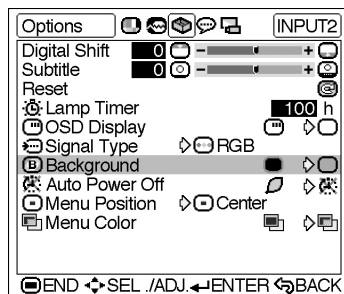 Options INPUT2
Digital Shift 0 - +
Subtitle 0 - +
Reset
Lamp Timer 100 h
OSD Display
Signal Type RGB
B Background
Auto Power Off
Menu Position Center
Menu Color
END SEL ./ADJ. ENTER BACK